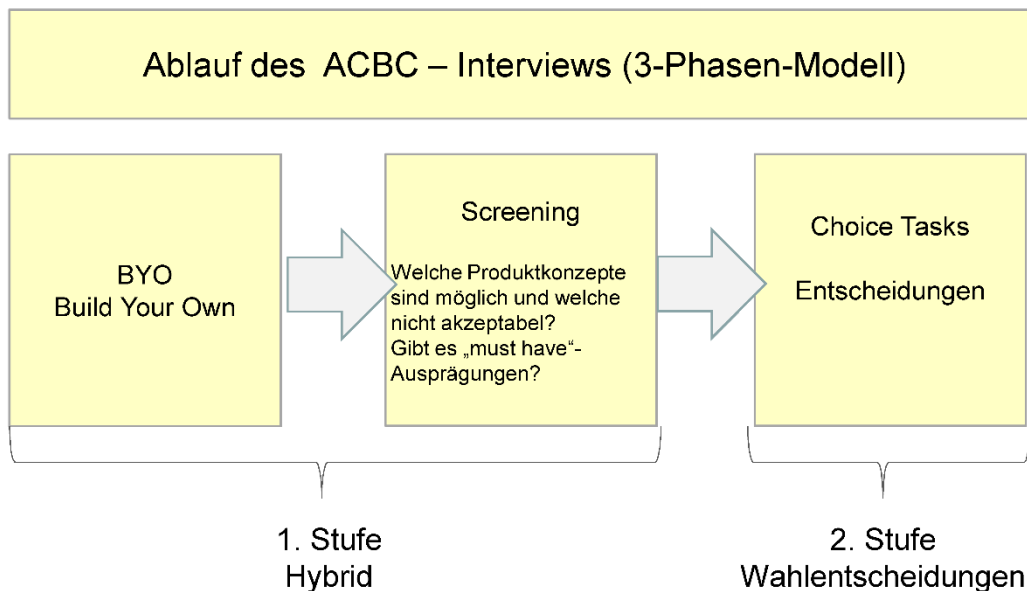 Ablauf des ACBC – Interviews (3-Phasen-Modell)
BYO
Build Your Own
Screening
Welche Produktkonzepte
sind möglich und welche
nicht akzeptabel?
Gibt es „must have“-
Ausprägungen?
Choice Tasks
Entscheidungen
1. Stufe
Hybrid
2. Stufe
Wahlentscheidungen